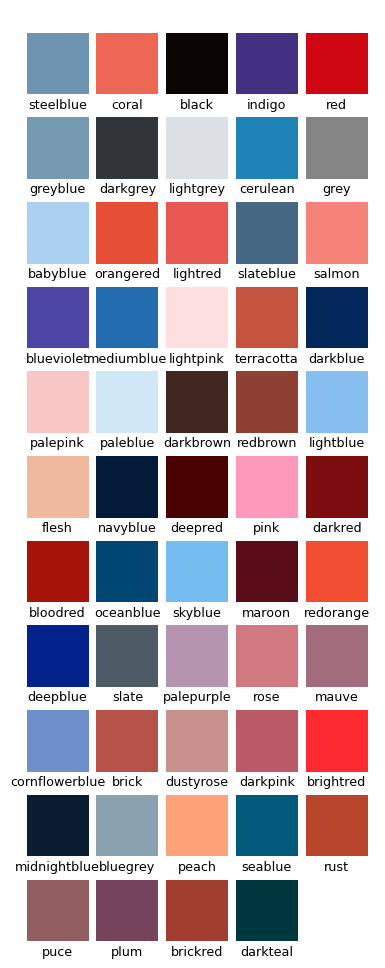 steelblue coral black indigo red
greyblue darkgrey lightgrey cerulean grey
babyblue orangered lightred slateblue salmon
blueviolet mediumblue lightpink terracotta darkblue
palepink paleblue darkbrown redbrown lightblue
flesh navyblue deepred pink darkred
bloodred oceanblue skyblue maroon redorange
deepblue slate palepurple rose mauve
cornflowerblue brick dustyrose darkpink brightred
midnightblue bluegrey peach seablue rust
puce plum brickred darkteal